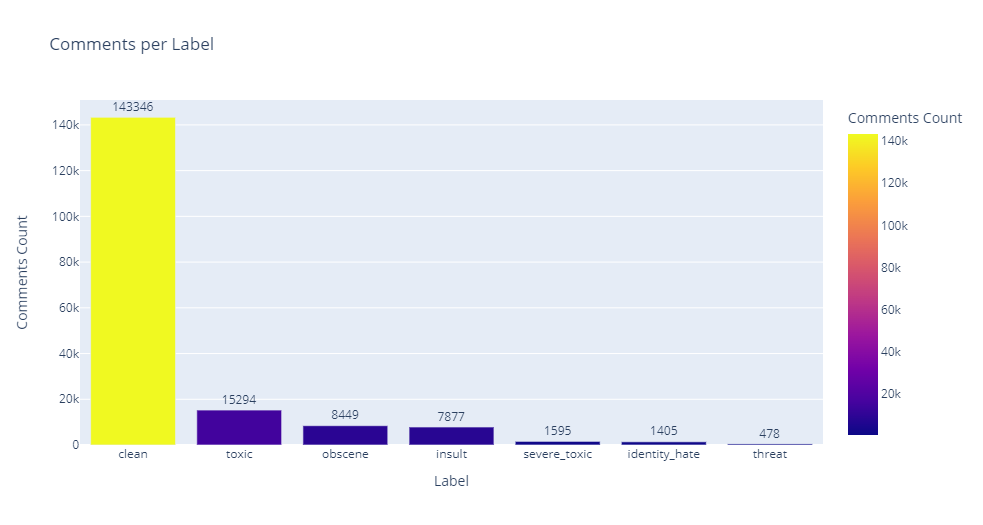 Comments per Label
Comments Count
140k
120k
100k
80k
60k
40k
20k
0
143346
15294
8449
7877
1595
1405
478
clean
toxic
obscene
insult
severe_toxic
identity_hate
threat
Label
Comments Count
140k
120k
100k
80k
60k
40k
20k